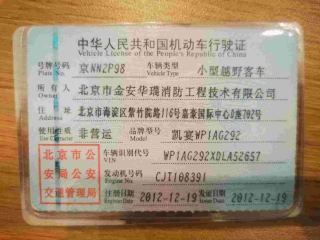 中华人民共和国机动车行驶证
Vehicle License of the People's Republic of China
号牌号码 京NN2P98 车辆类型 小型越野客车
Plate No. Vehicle Type
所有人 北京市金安华瑞消防工程技术有限公司
Owner
住址 北京市海淀区紫竹院路116号嘉豪国际中心D座702号
Address
使用性质 非营运 品牌型号 凯宴WP1AG292
Use Character Model
车辆识别代号 WP1AG292XDLA52657
VIN
北京市公
安局公安
交通管理局
发动机号码 CJT108391
Engine No.
注册日期 2012-12-19 发证日期 2012-12-19
Register Date Issue Date